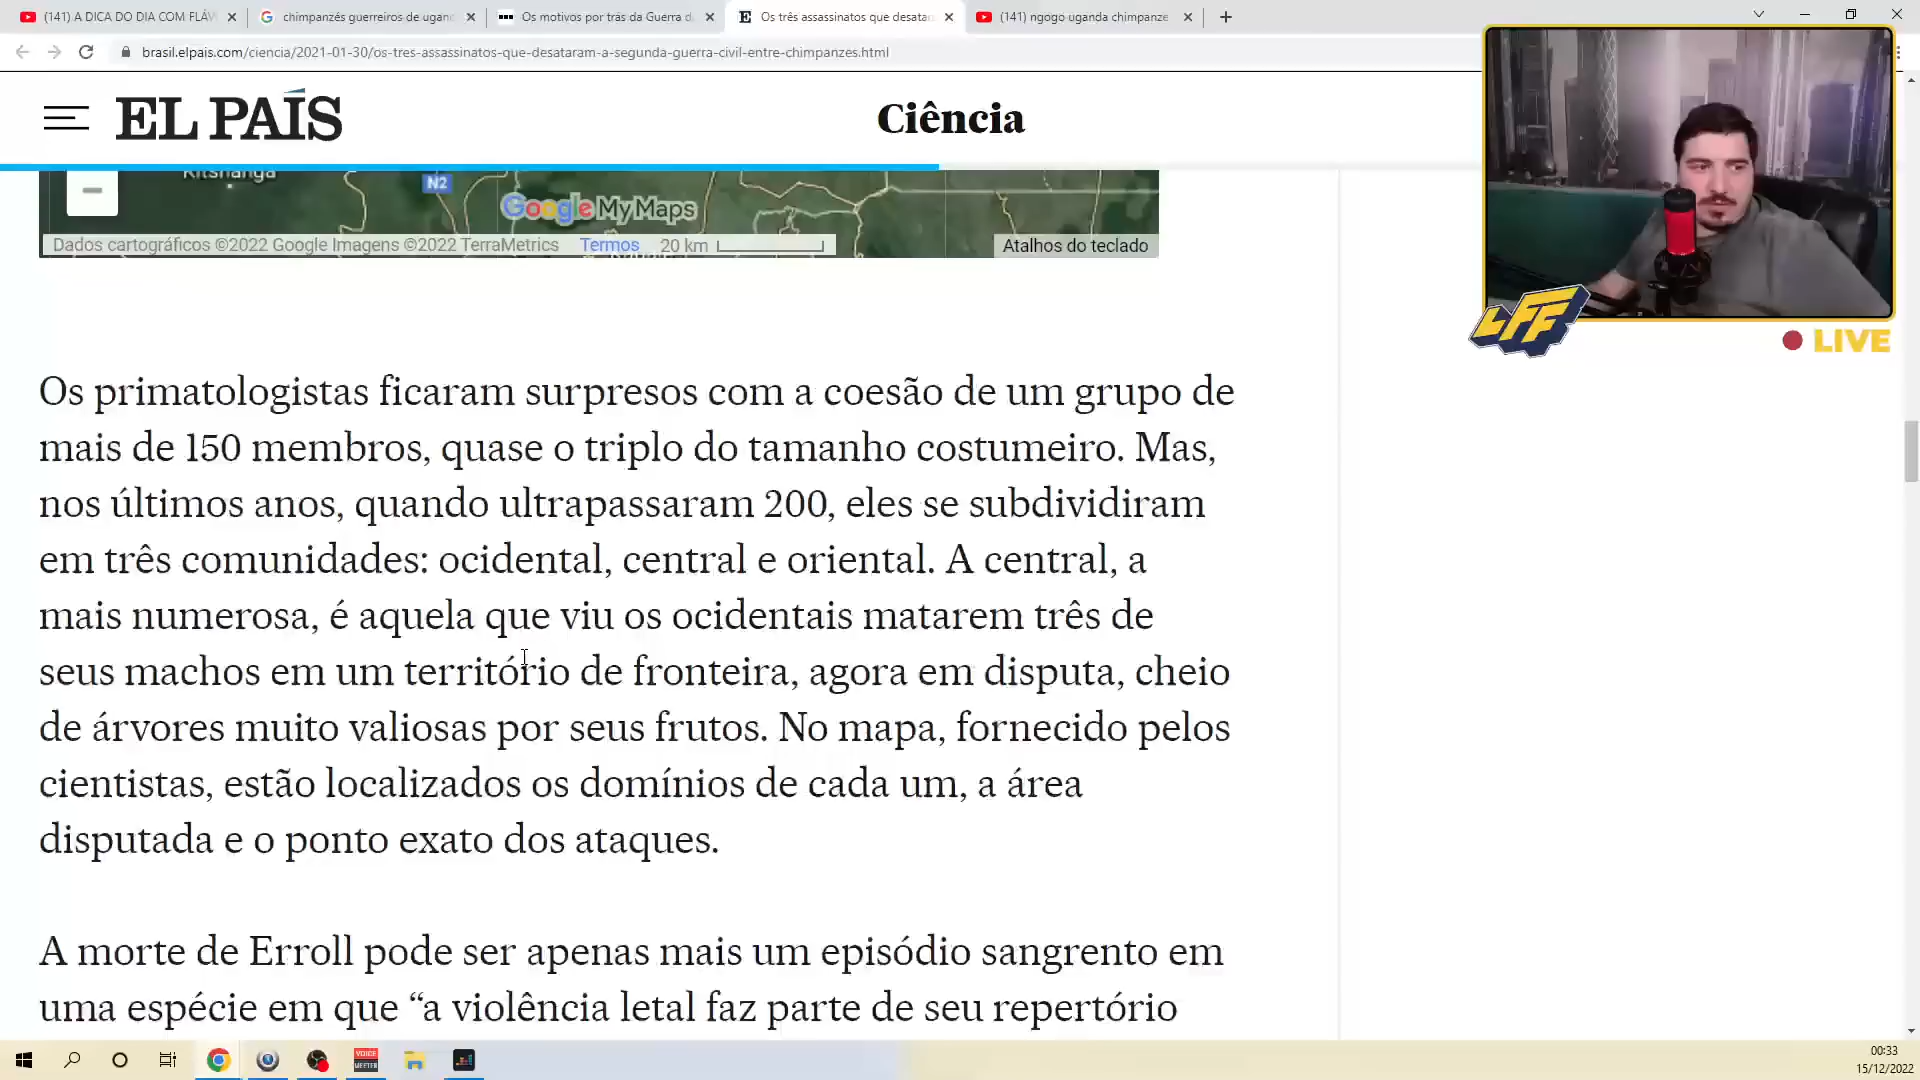 (141) A DICA DO DIA COM FLÁV
chimpanzés guerreiros de ugan
Os motivos por trás da Guerra d
Os três assassinatos que desatar
(141) ngogo uganda chimpanze
brasil.elpais.com/ciencia/2021-01-30/os-tres-assassinatos-que-desataram-a-segunda-guerra-civil-entre-chimpanzes.html
EL PAÍS
Ciência
Kitshanga
N2
Google My Maps
Dados cartográficos ©2022 Google Imagens ©2022 TerraMetrics Termos 20 km
Atalhos do teclado
LFF
LIVE
Os primatologistas ficaram surpresos com a coesão de um grupo de
mais de 150 membros, quase o triplo do tamanho costumeiro. Mas,
nos últimos anos, quando ultrapassaram 200, eles se subdividiram
em três comunidades: ocidental, central e oriental. A central, a
mais numerosa, é aquela que viu os ocidentais matarem três de
seus machos em um território de fronteira, agora em disputa, cheio
de árvores muito valiosas por seus frutos. No mapa, fornecido pelos
cientistas, estão localizados os domínios de cada um, a área
disputada e o ponto exato dos ataques.
A morte de Erroll pode ser apenas mais um episódio sangrento em
uma espécie em que “a violência letal faz parte de seu repertório
VOICE
MEETER
00:33
15/12/2022